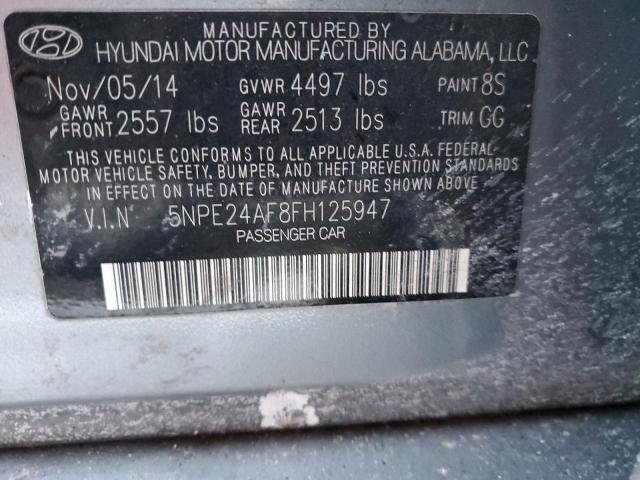 MANUFACTURED BY
HYUNDAI MOTOR MANUFACTURING ALABAMA, LLC
Nov/05/14 GVWR 4497 lbs PAINT 8S
GAWR FRONT 2557 lbs GAWR REAR 2513 lbs TRIM GG
THIS VEHICLE CONFORMS TO ALL APPLICABLE U.S.A. FEDERAL
MOTOR VEHICLE SAFETY, BUMPER, AND THEFT PREVENTION STANDARDS
IN EFFECT ON THE DATE OF MANUFACTURE SHOWN ABOVE.
V.I.N 5NPE24AF8FH125947
PASSENGER CAR